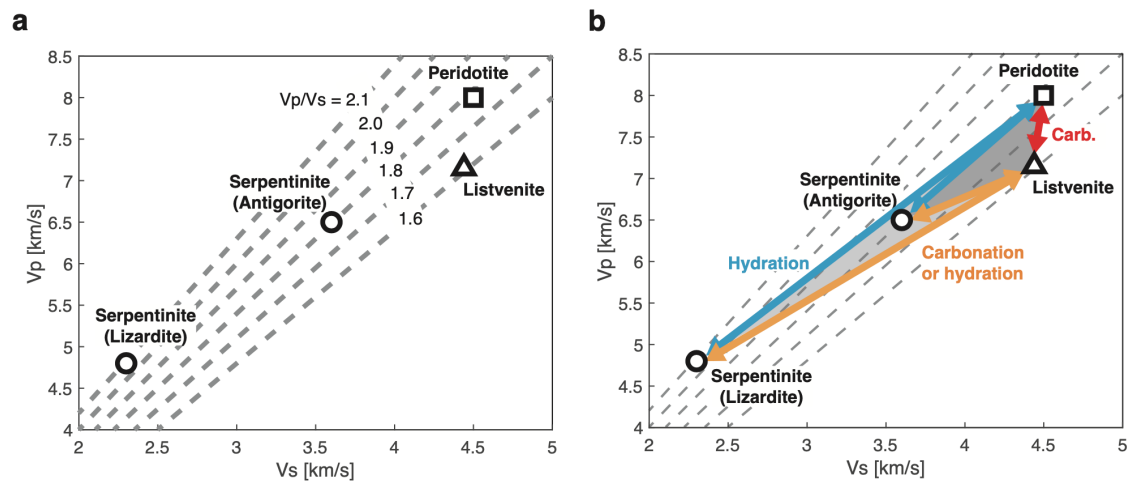 a
8.5
8
7.5
7
6.5
6
5.5
5
4.5
4
Vp [km/s]
2
2.5
3
3.5
4
4.5
5
Vs [km/s]
Peridotite
Vp/Vs = 2.1
2.0
1.9
1.8
1.7
1.6
Serpentinite
(Antigorite)
Listvenite
Serpentinite
(Lizardite)
b
8.5
8
7.5
7
6.5
6
5.5
5
4.5
4
Vp [km/s]
2
2.5
3
3.5
4
4.5
5
Vs [km/s]
Peridotite
Carb.
Serpentinite
(Antigorite)
Listvenite
Hydration
Carbonation
or hydration
Serpentinite
(Lizardite)